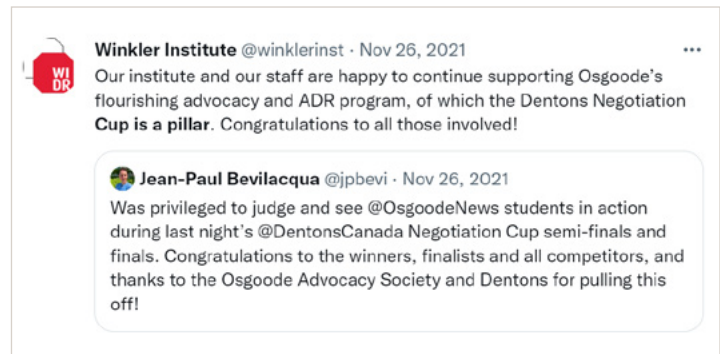 WI
DR
Winkler Institute @winklerinst · Nov 26, 2021
Our institute and our staff are happy to continue supporting Osgoode's
flourishing advocacy and ADR program, of which the Dentons Negotiation
Cup is a pillar. Congratulations to all those involved!
Jean-Paul Bevilacqua @jpbevi · Nov 26, 2021
Was privileged to judge and see @OsgoodeNews students in action
during last night's @DentonsCanada Negotiation Cup semi-finals and
finals. Congratulations to the winners, finalists and all competitors, and
thanks to the Osgoode Advocacy Society and Dentons for pulling this
off!